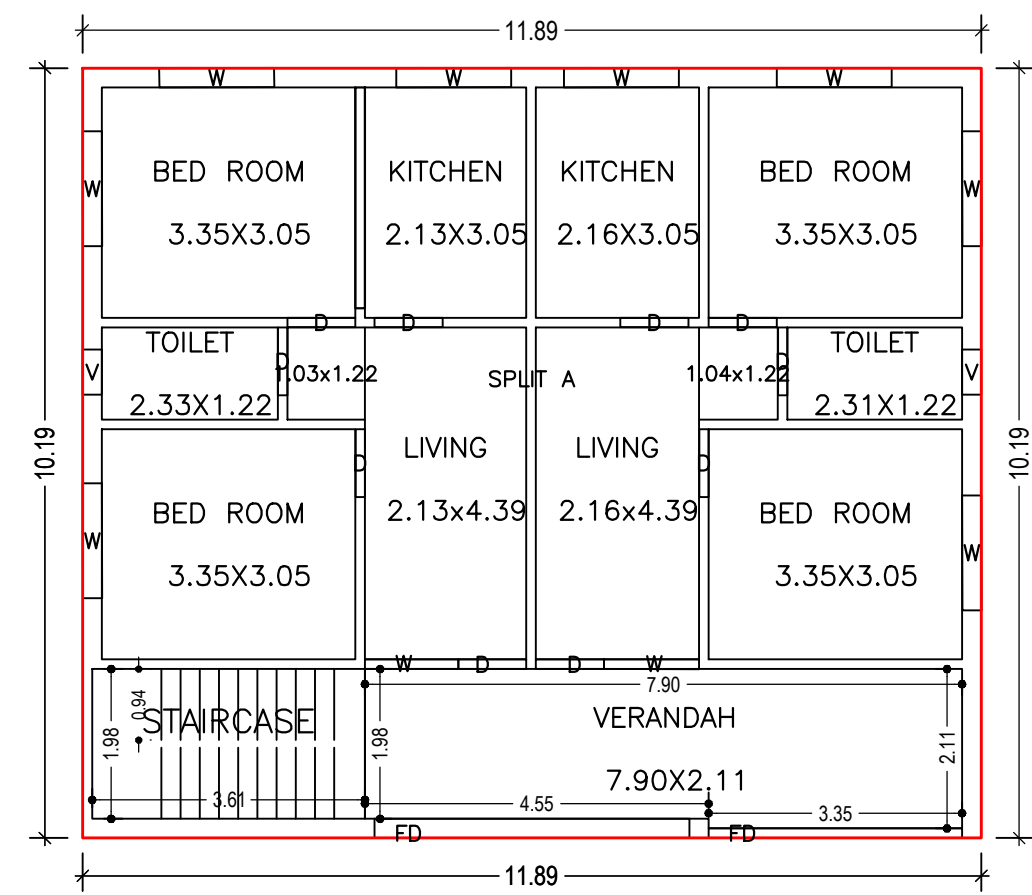 11.89
W W W W
BED ROOM KITCHEN KITCHEN BED ROOM
W W
3.35X3.05 2.13X3.05 2.16X3.05 3.35X3.05
D D D D
TOILET TOILET
D D
V 1.03x1.22 SPLIT A 1.04x1.22 V
2.33X1.22 2.31X1.22
10.19 10.19
LIVING LIVING
D D
BED ROOM 2.13x4.39 2.16x4.39 BED ROOM
W W
3.35X3.05 3.35X3.05
W D D W
7.90
0.94
STAIRCASE VERANDAH
1.98 1.98 2.11
7.90X2.11
3.61 4.55 3.35
FD FD
11.89